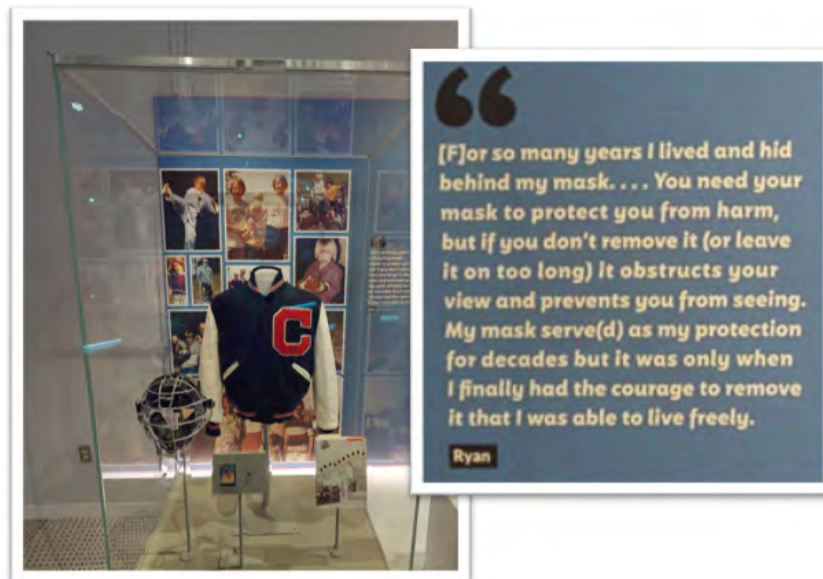 C
“
[F]or so many years I lived and hid
behind my mask.... You need your
mask to protect you from harm,
but if you don't remove it (or leave
it on too long) it obstructs your
view and prevents you from seeing.
My mask serve(d) as my protection
for decades but it was only when
I finally had the courage to remove
it that I was able to live freely.
Ryan